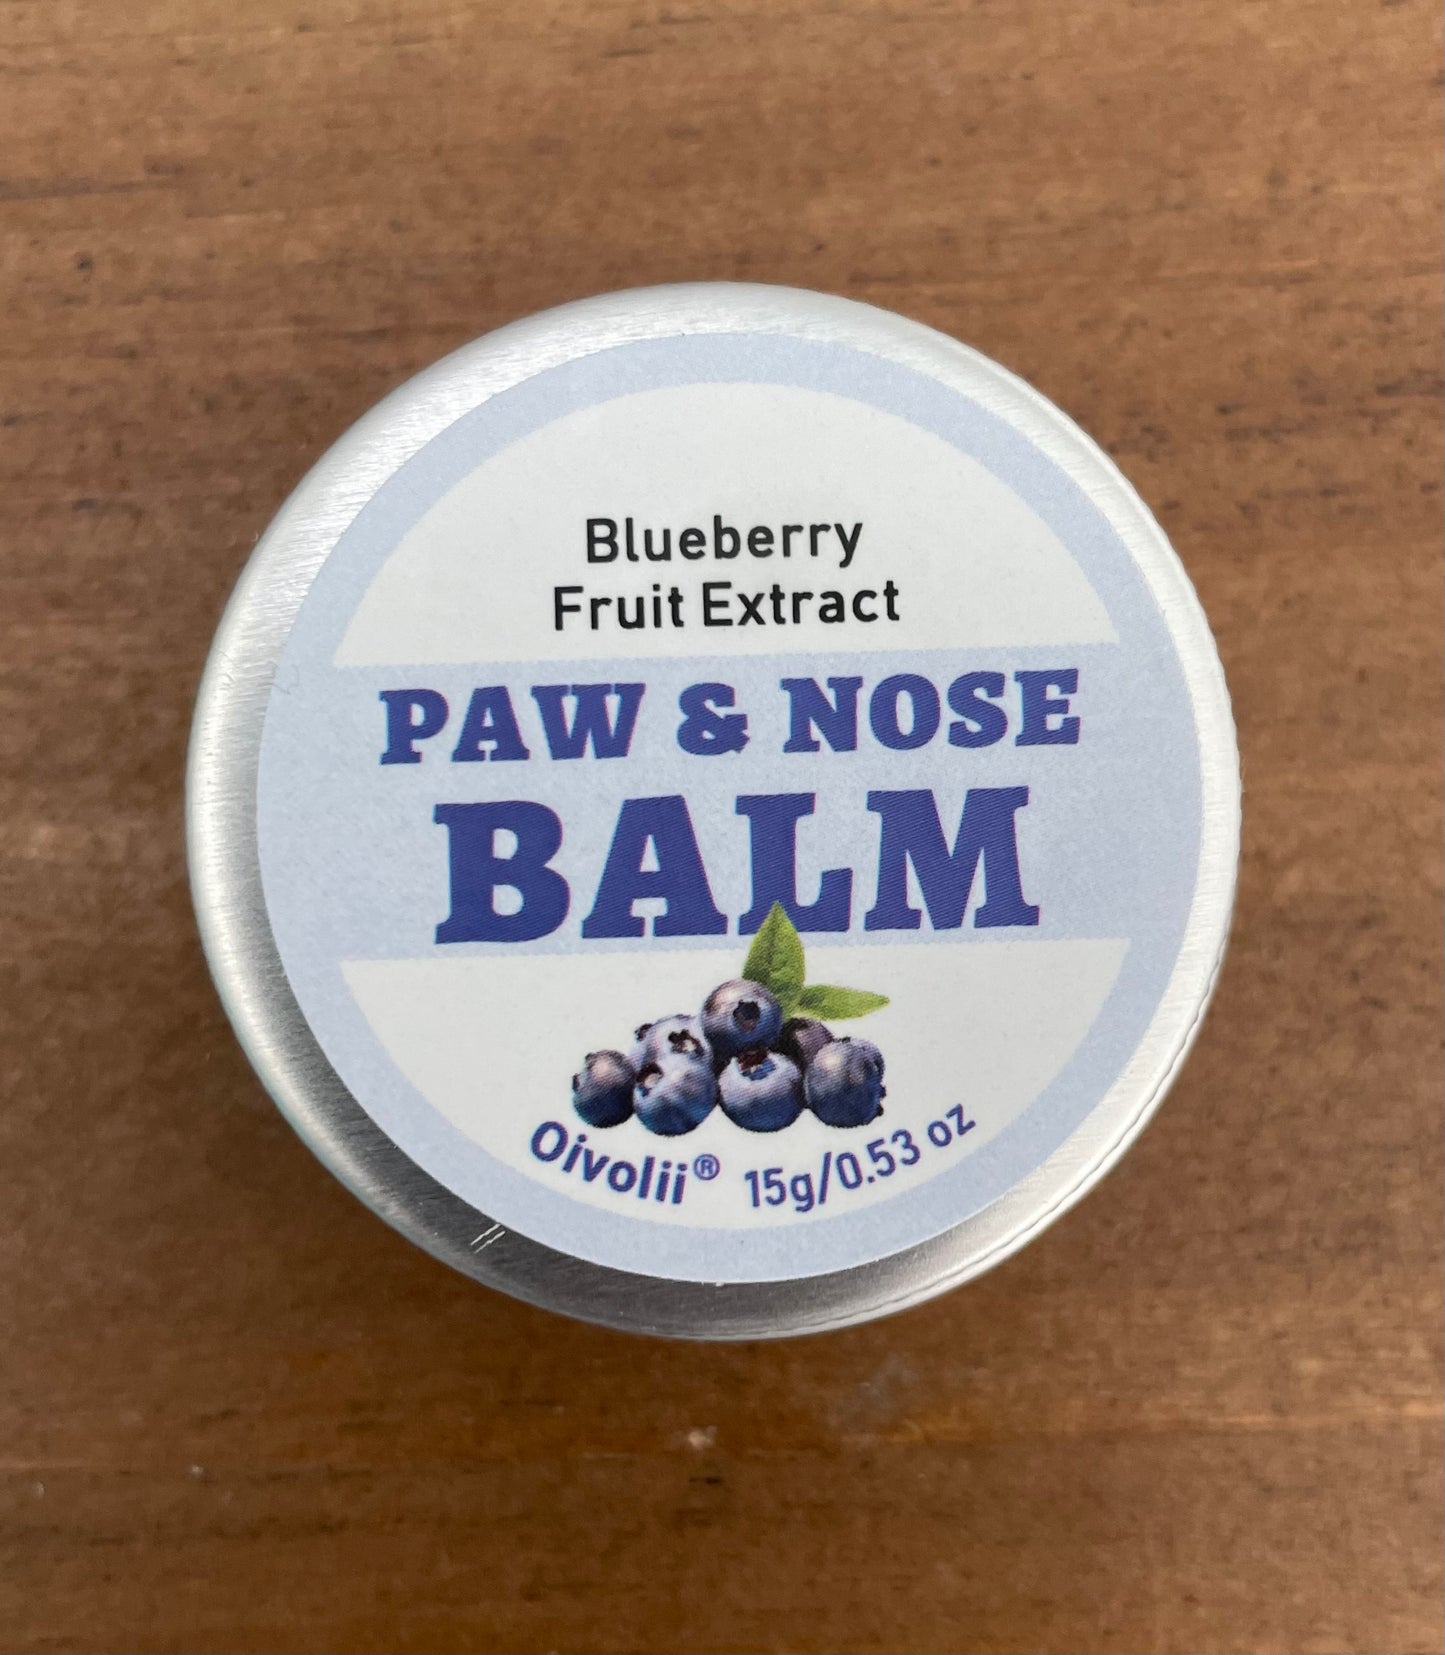 Blueberry
Fruit Extract
PAW & NOSE
BALM
Oivolii® 15g/0.53 oz